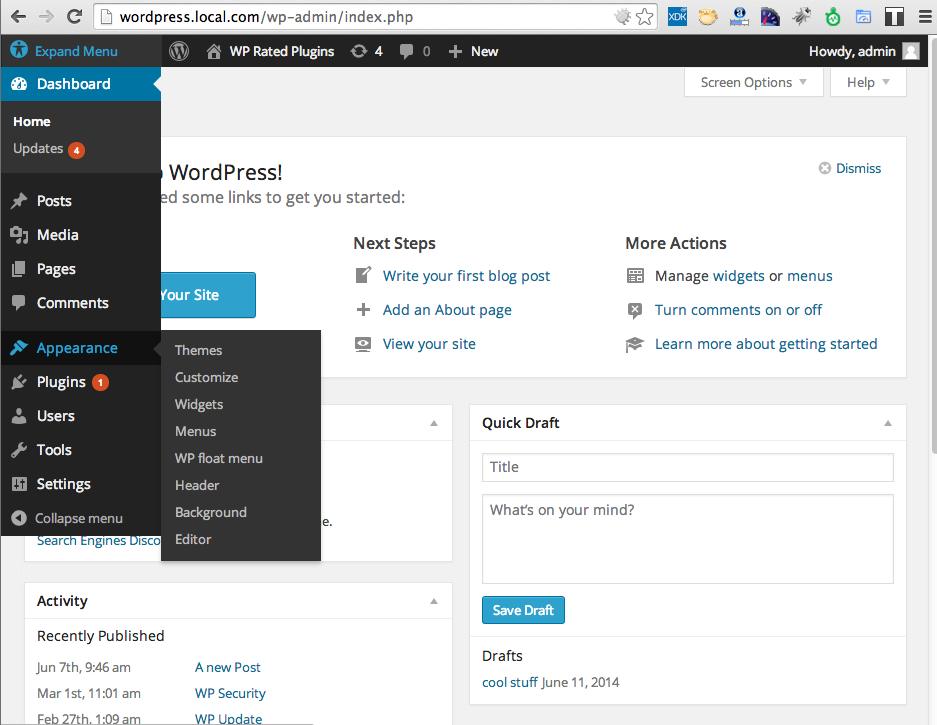 wordpress.local.com/wp-admin/index.php
XDK
Expand Menu
WP Rated Plugins
4
0
New
Howdy, admin
Dashboard
Screen Options
Help
Home
Updates 4
Posts
Media
Pages
Comments
Appearance
Plugins 1
Users
Tools
Settings
Collapse menu
Themes
Customize
Widgets
Menus
WP float menu
Header
Background
Editor
WordPress!
Dismiss
ed some links to get you started:
Your Site
Next Steps
Write your first blog post
Add an About page
View your site
More Actions
Manage widgets or menus
Turn comments on or off
Learn more about getting started
e.
Search Engines Disco
Activity
Recently Published
Jun 7th, 9:46 am A new Post
Mar 1st, 11:01 am WP Security
Feb 27th, 1:09 am WP Update
Quick Draft
Title
What's on your mind?
Save Draft
Drafts
cool stuff June 11, 2014